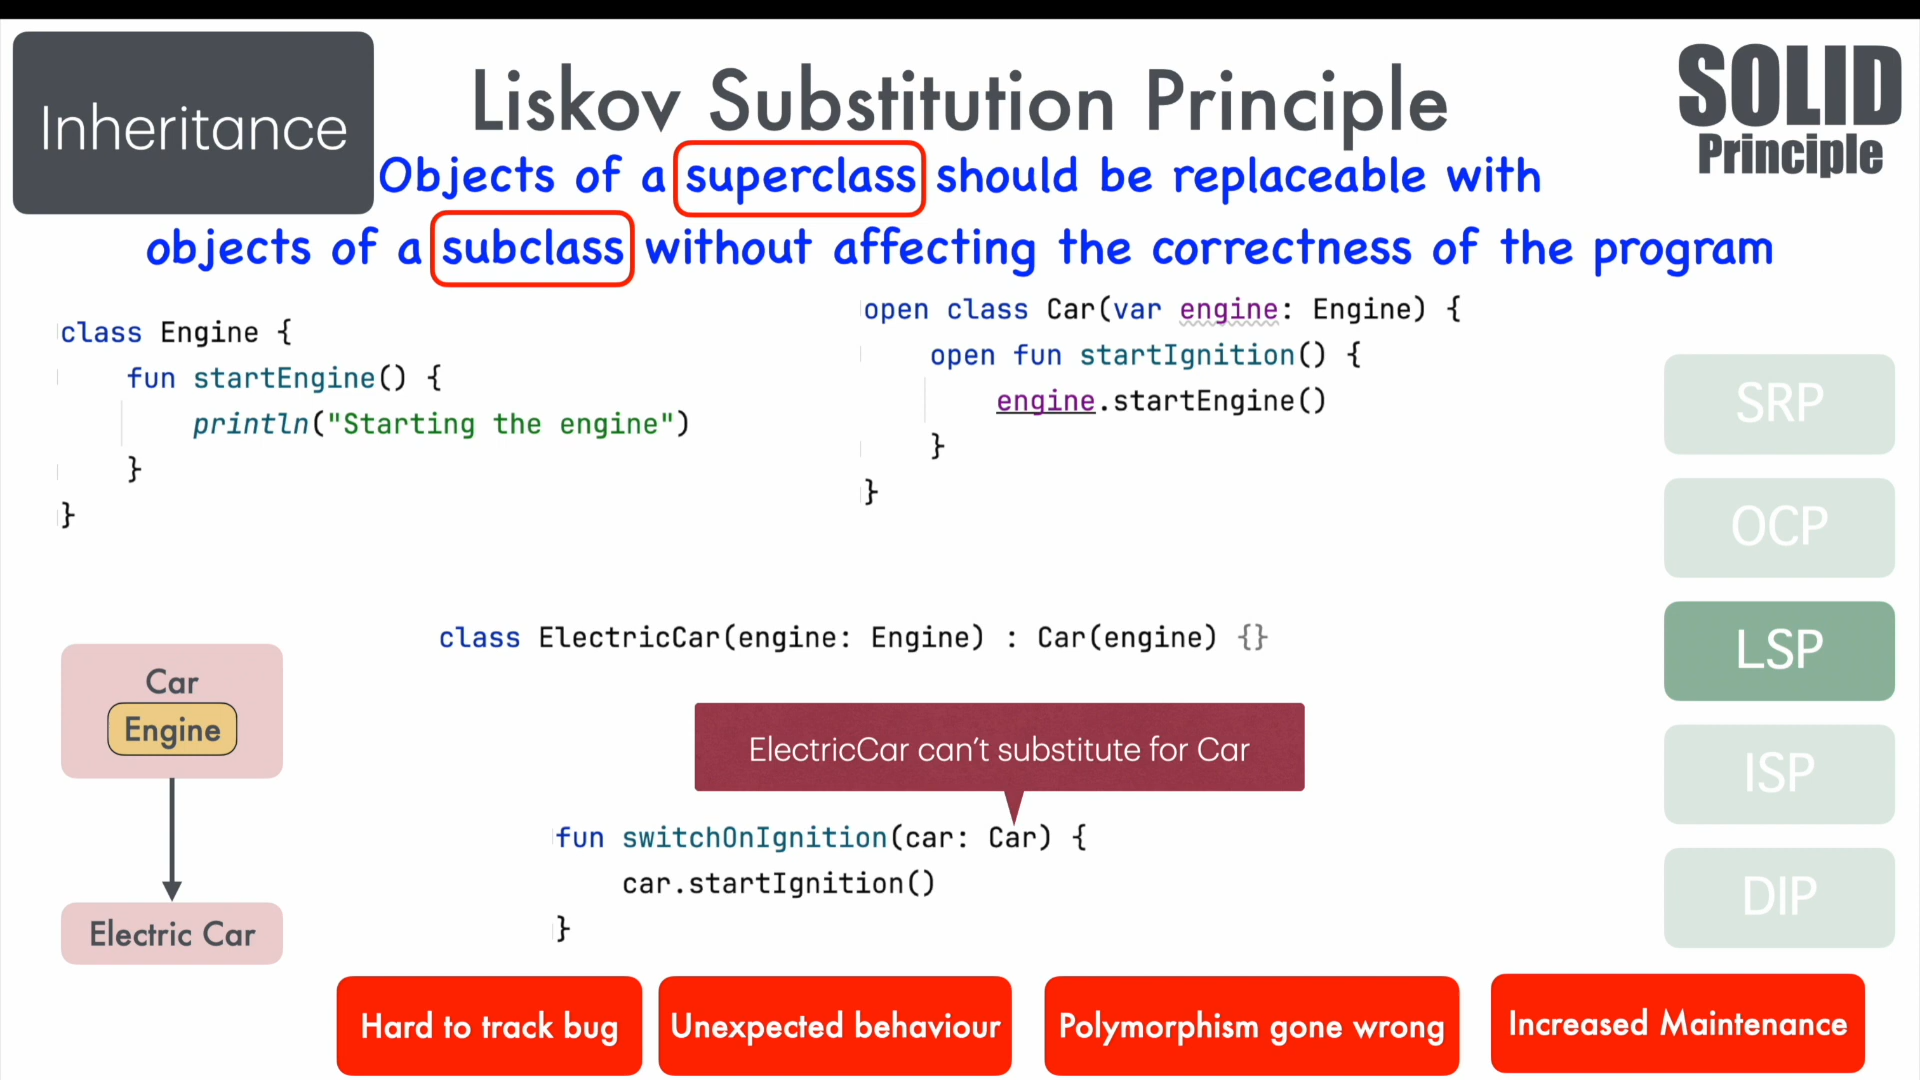 Inheritance
Liskov Substitution Principle
SOLID
Principle
Objects of a superclass should be replaceable with
objects of a subclass without affecting the correctness of the program
class Engine {
fun startEngine() {
println("Starting the engine")
}
}
open class Car(var engine: Engine) {
open fun startIgnition() {
engine.startEngine()
}
}
class ElectricCar(engine: Engine) : Car(engine) {}
ElectricCar can't substitute for Car
fun switchOnIgnition(car: Car) {
car.startIgnition()
}
Car
Engine
Electric Car
SRP
OCP
LSP
ISP
DIP
Hard to track bug
Unexpected behaviour
Polymorphism gone wrong
Increased Maintenance